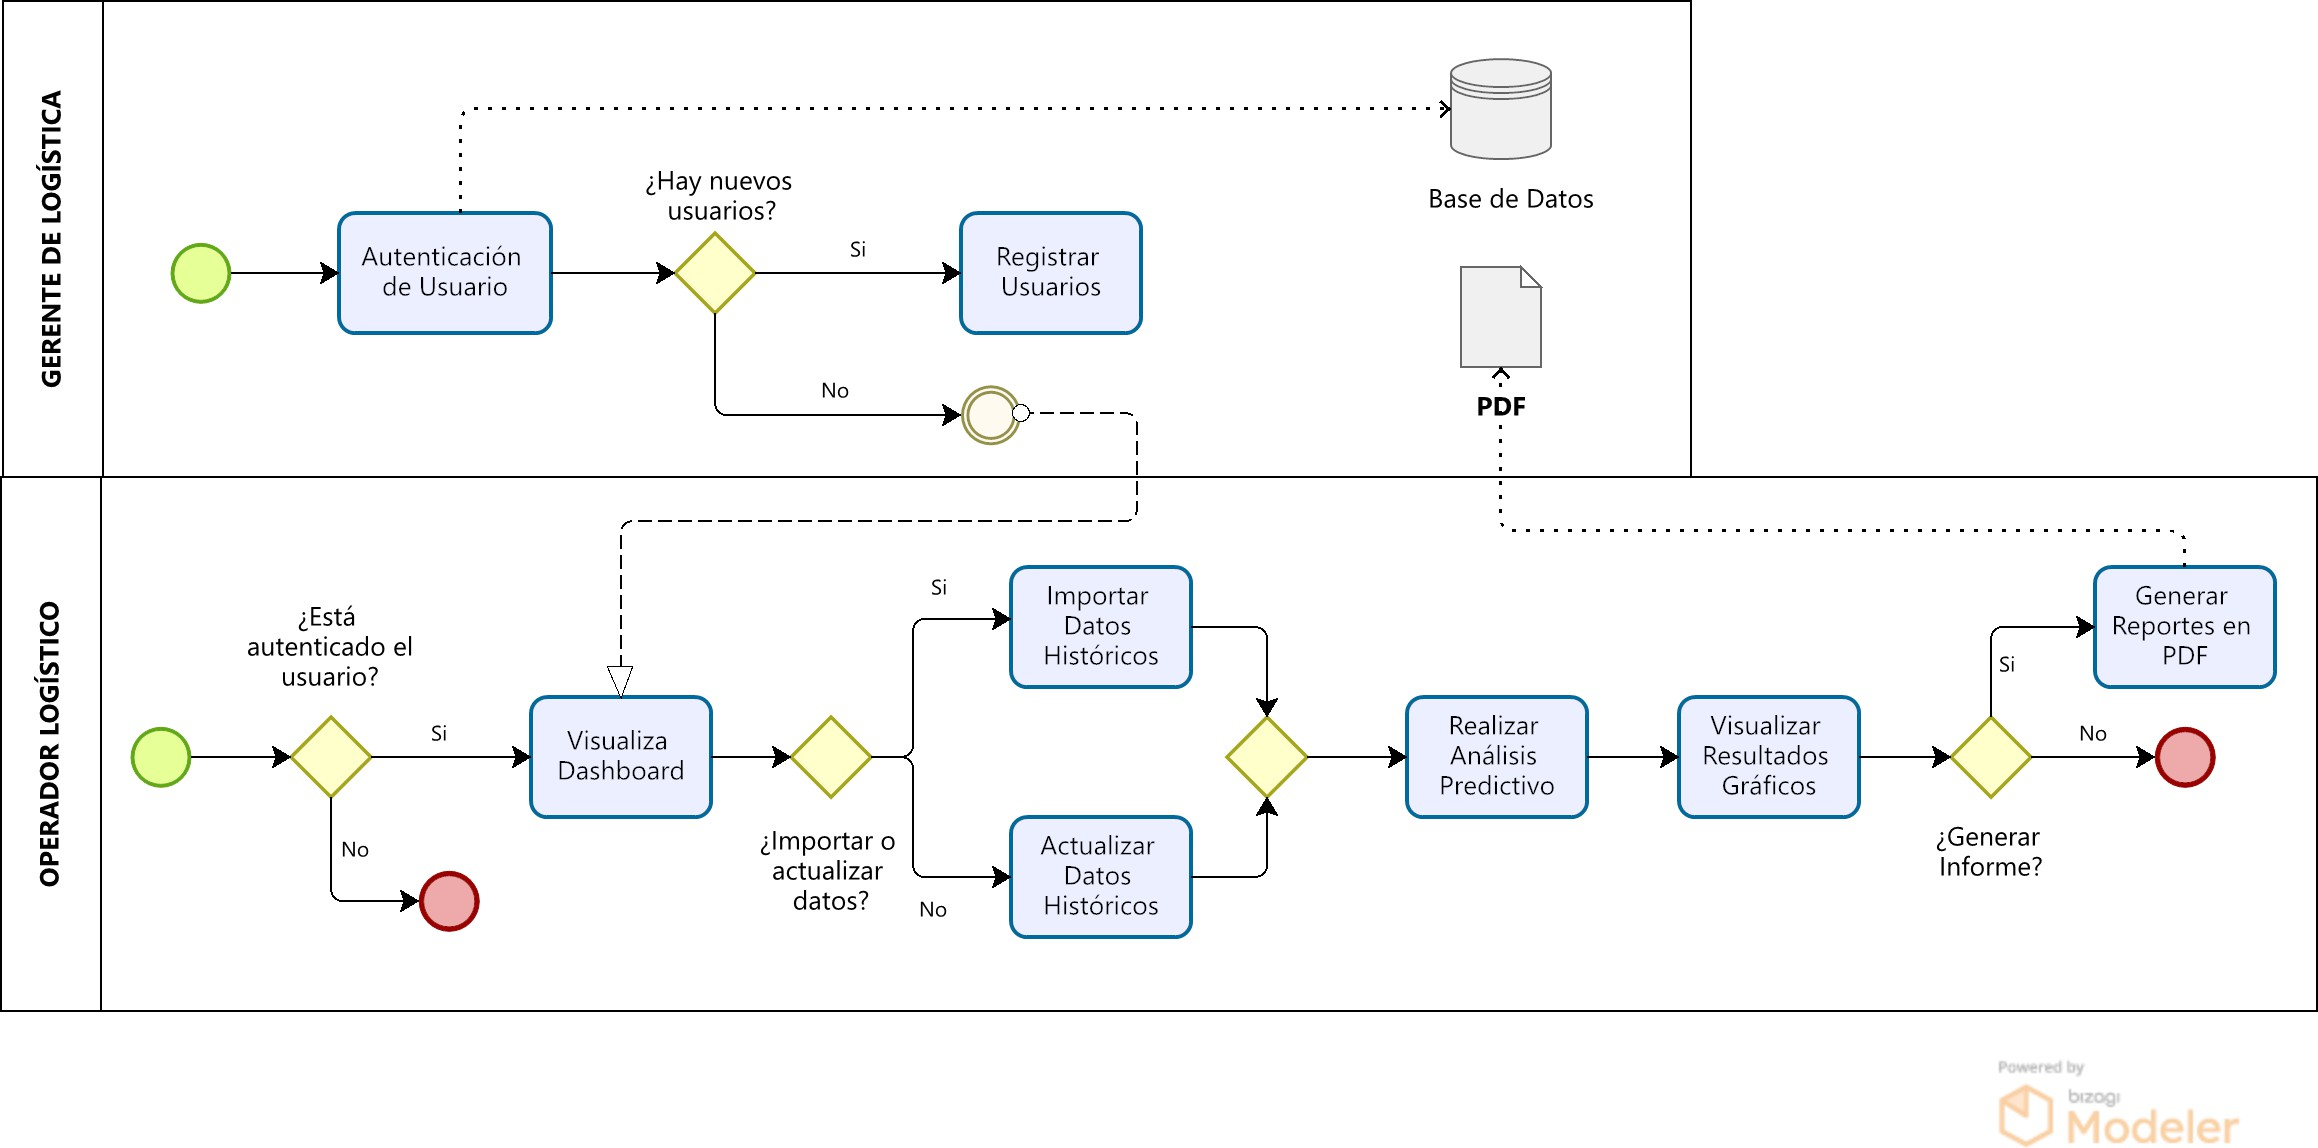 GERENTE DE LOGÍSTICA
Autenticación
de Usuario
¿Hay nuevos
usuarios?
Si
No
Registrar
Usuarios
Base de Datos
PDF
OPERADOR LOGÍSTICO
¿Está
autenticado el
usuario?
Si
No
Visualiza
Dashboard
¿Importar o
actualizar
datos?
Si
No
Importar
Datos
Históricos
Actualizar
Datos
Históricos
Realizar
Análisis
Predictivo
Visualizar
Resultados
Gráficos
¿Generar
Informe?
Si
No
Generar
Reportes en
PDF
Powered by
bizagi
Modeler